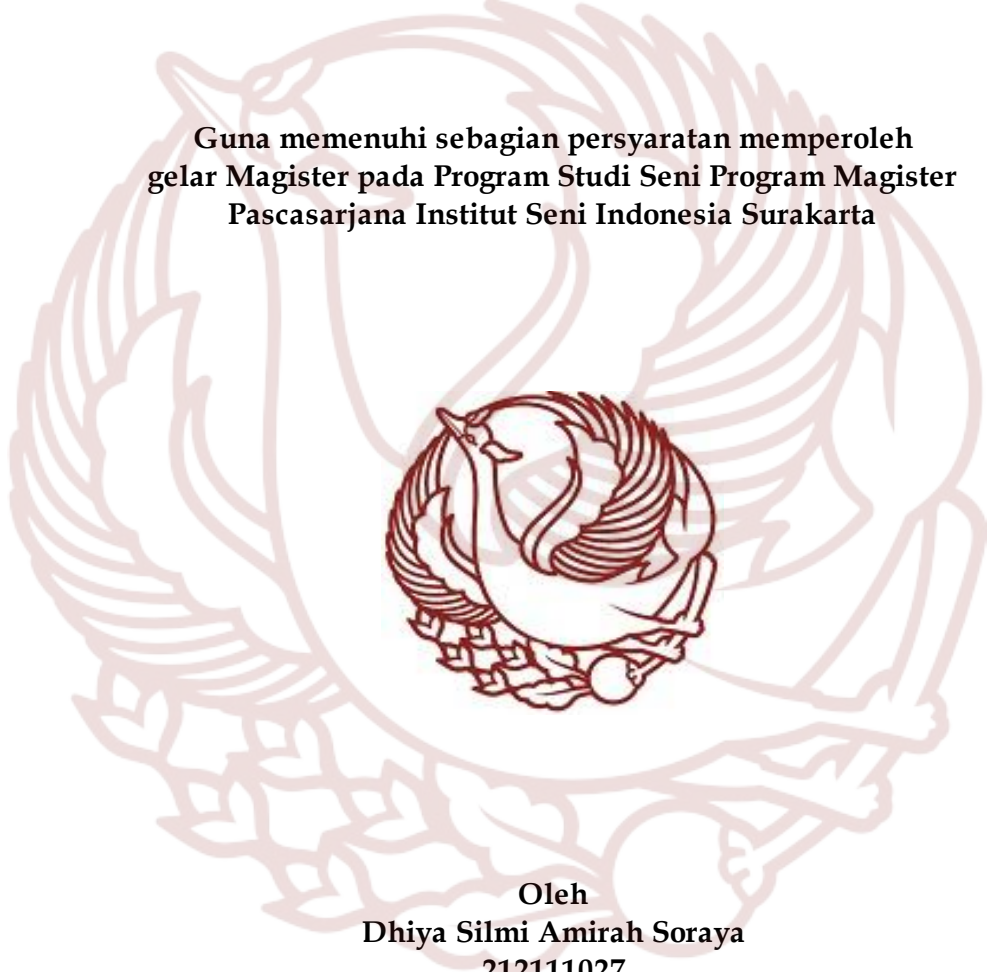 Guna memenuhi sebagian persyaratan memperoleh
gelar Magister pada Program Studi Seni Program Magister
Pascasarjana Institut Seni Indonesia Surakarta
Oleh
Dhiya Silmi Amirah Soraya
212111027